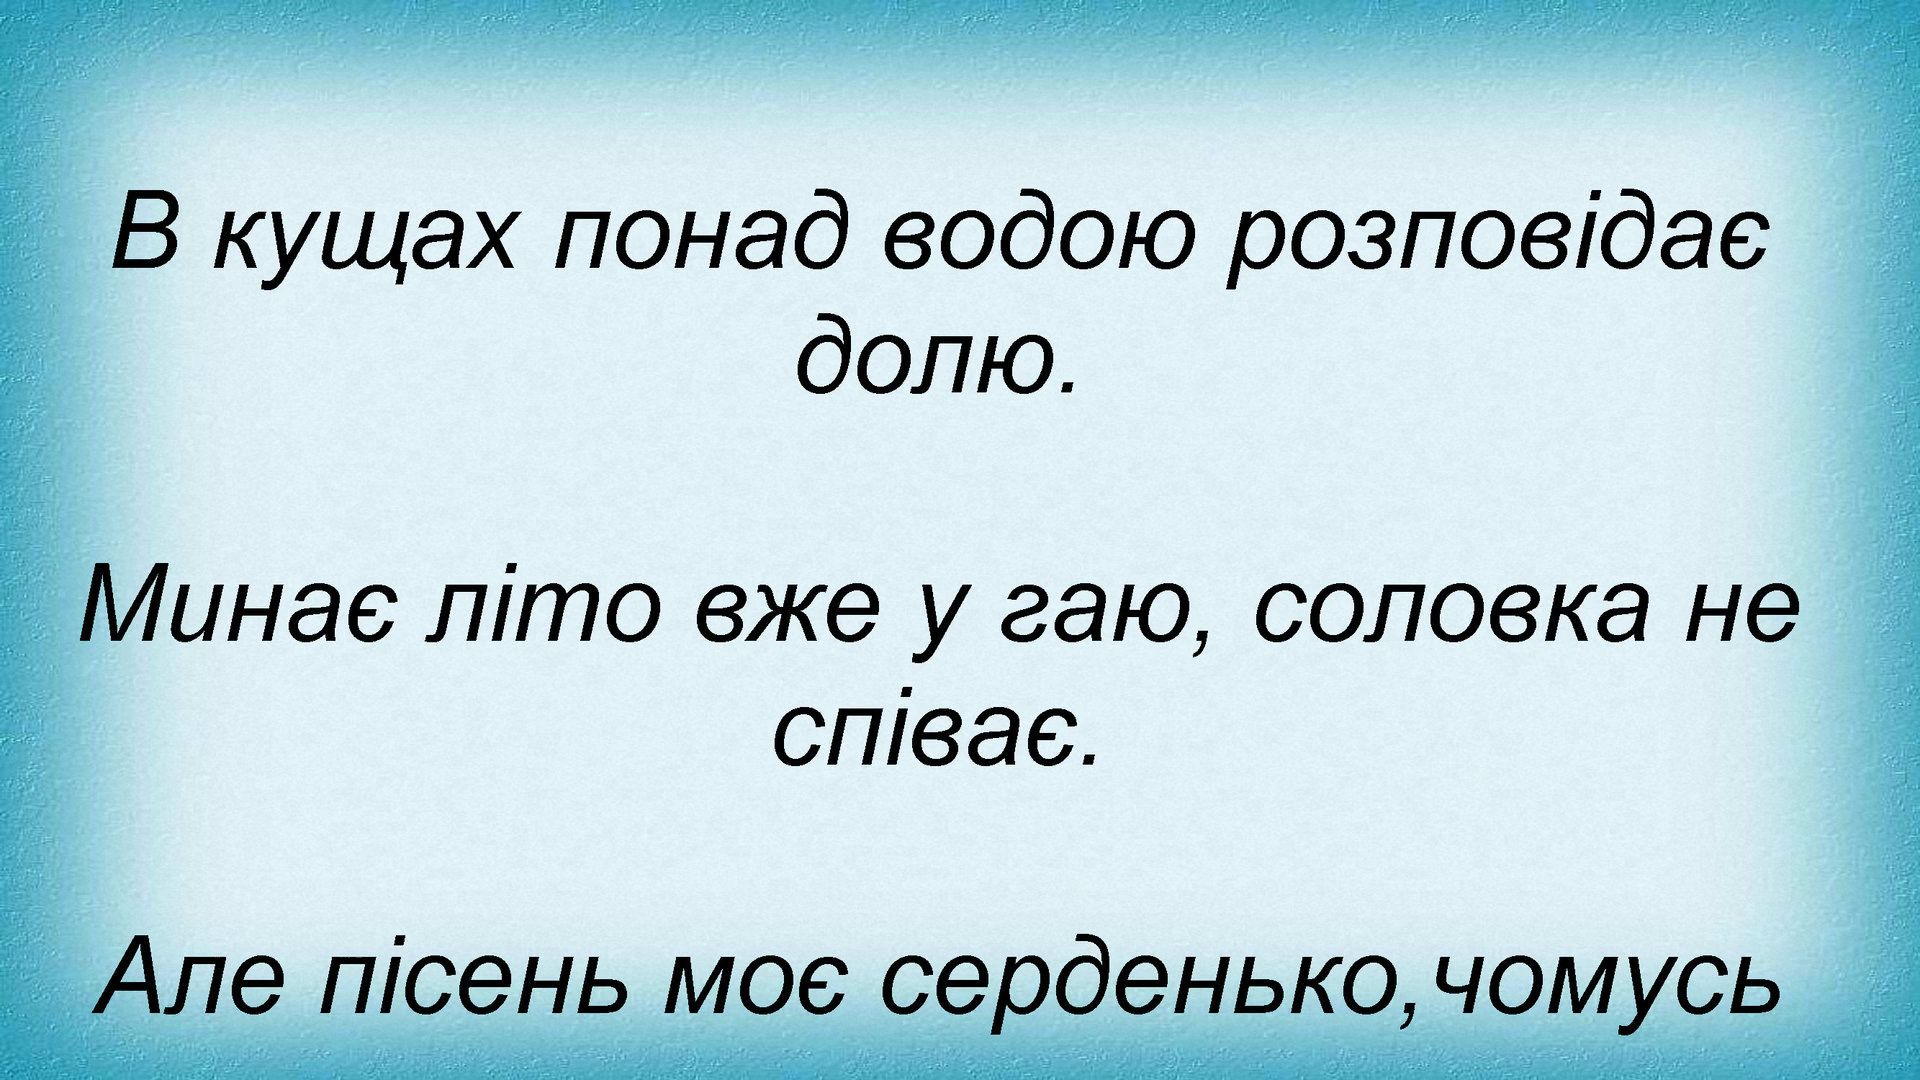 В кущах понад водою розповідає
долю.
Минає літо вже у гаю, соловка не
співає.
Але пісень моє серденько,чомусь